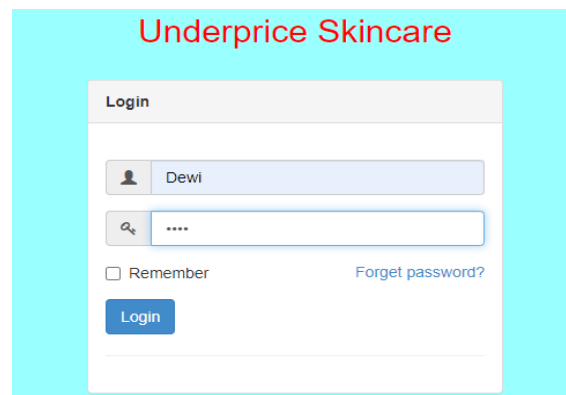 Underprice Skincare
Login
Dewi
••••
Remember
Forget password?
Login